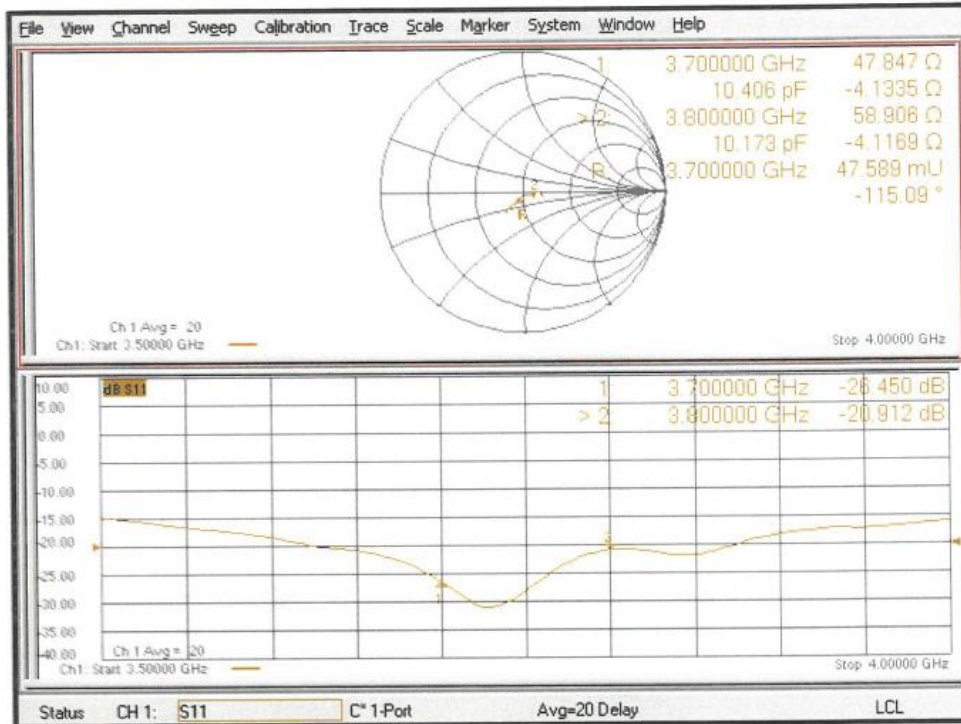 File View Channel Sweep Calibration Trace Scale Marker System Window Help
1 3.700000 GHz 47.847 Ω
10.406 pF -4.1335 Ω
> 2 3.800000 GHz 58.906 Ω
10.173 pF -4.1169 Ω
R 3.700000 GHz 47.589 mU
-115.09 °
2
R
Ch 1 Avg = 20
Ch1: Start 3.50000 GHz
Stop 4.00000 GHz
10.00
dB S11
1 3.700000 GHz -26.450 dB
5.00
> 2 3.800000 GHz -20.912 dB
0.00
-5.00
-10.00
-15.00
-20.00
2
-25.00
1
-30.00
-35.00
-40.00
Ch 1 Avg = 20
Ch1: Start 3.50000 GHz
Stop 4.00000 GHz
Status CH 1: S11 C* 1-Port Avg=20 Delay LCL